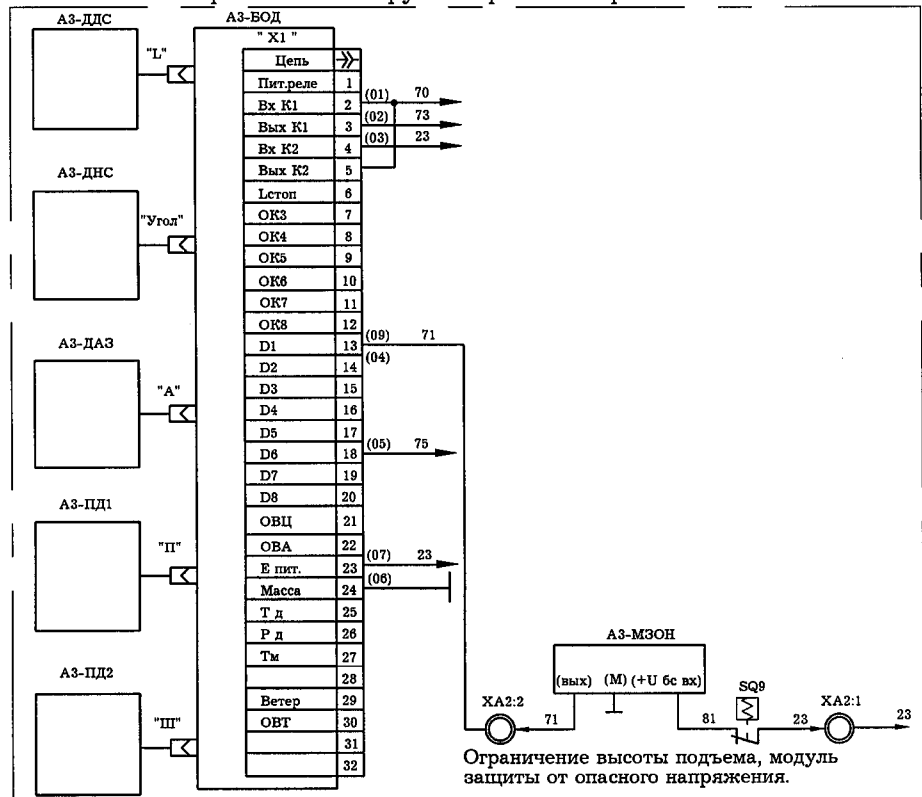 А3-ДДС
"L"
А3-ДНС
"Угол"
А3-ДАЗ
"А"
А3-ПД1
"П"
А3-ПД2
"Ш"
А3-БОД
" X1 "
Цепь
Пит.реле 1
Вх К1 2 (01) 70
Вых К1 3 (02) 73
Вх К2 4 (03) 23
Вых К2 5
Lстоп 6
ОК3 7
ОК4 8
ОК5 9
ОК6 10
ОК7 11
ОК8 12
D1 13 (09) 71
(04)
D2 14
D3 15
D4 16
D5 17
D6 18 (05) 75
D7 19
D8 20
ОВЦ 21
ОВА 22
Е пит. 23 (07) 23
Масса 24 (06)
Т д 25
Р д 26
Тм 27
28
Ветер 29
ОВТ 30
31
32
А3-МЗОН
(вых) (М) (+U бс вх)
SQ9
ХА2:2
71
81
23
ХА2:1
23
Ограничение высоты подъема, модуль
защиты от опасного напряжения.